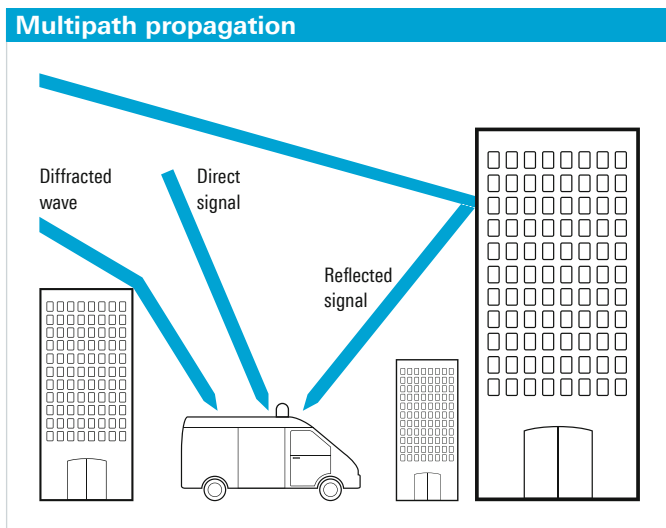 Multipath propagation
Diffracted
wave
Direct
signal
Reflected
signal